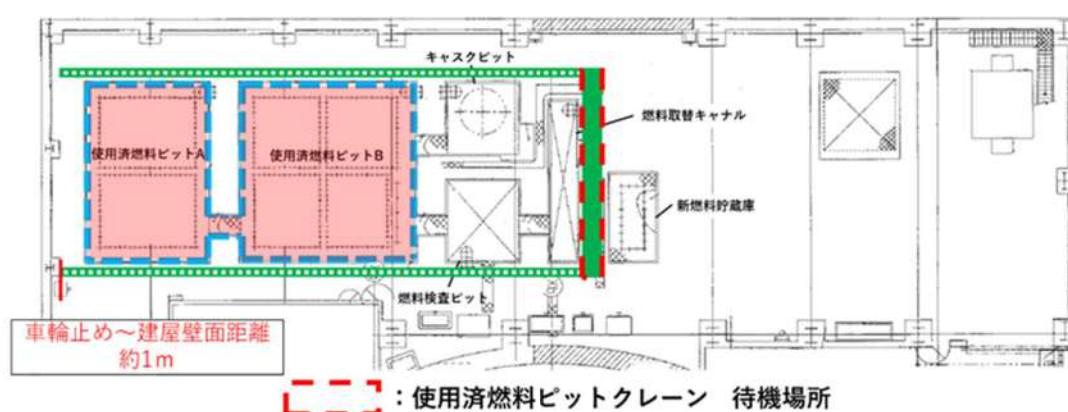 キャスクピット
燃料取替キャナル
使用済燃料ピットA
使用済燃料ピットB
新燃料貯蔵庫
燃料検査ピット
車輪止め～建屋壁面距離
約1m
：使用済燃料ピットクレーン　待機場所